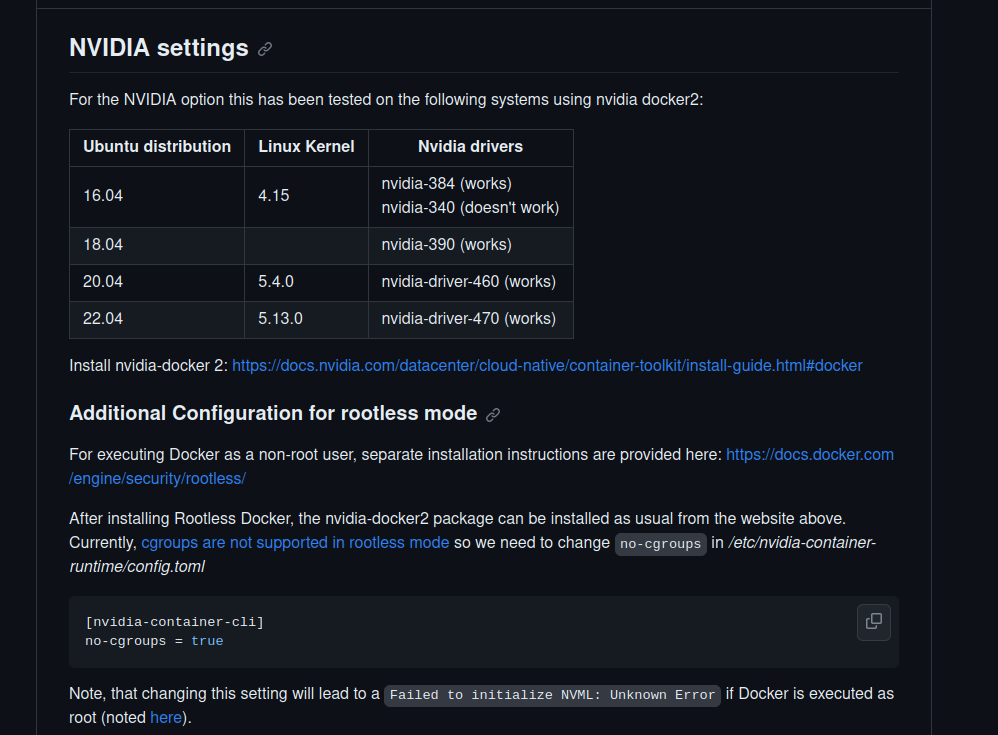 NVIDIA settings
For the NVIDIA option this has been tested on the following systems using nvidia docker2:
Ubuntu distribution Linux Kernel Nvidia drivers
16.04 4.15 nvidia-384 (works)
nvidia-340 (doesn't work)
18.04 nvidia-390 (works)
20.04 5.4.0 nvidia-driver-460 (works)
22.04 5.13.0 nvidia-driver-470 (works)
Install nvidia-docker 2: https://docs.nvidia.com/datacenter/cloud-native/container-toolkit/install-guide.html#docker
Additional Configuration for rootless mode
For executing Docker as a non-root user, separate installation instructions are provided here: https://docs.docker.com
/engine/security/rootless/
After installing Rootless Docker, the nvidia-docker2 package can be installed as usual from the website above.
Currently, cgroups are not supported in rootless mode so we need to change no-cgroups in /etc/nvidia-container-
runtime/config.toml
[nvidia-container-cli]
no-cgroups = true
Note, that changing this setting will lead to a Failed to initialize NVML: Unknown Error if Docker is executed as
root (noted here).